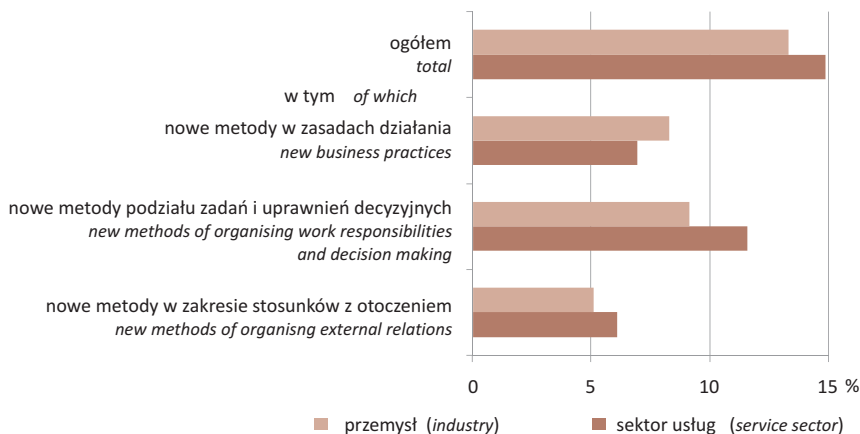 ogółem
total
w tym of which
nowe metody w zasadach działania
new business practices
nowe metody podziału zadań i uprawnień decyzyjnych
new methods of organising work responsibilities
and decision making
nowe metody w zakresie stosunków z otoczeniem
new methods of organisng external relations
0 5 10 15 %
przemysł (industry) sektor usług (service sector)